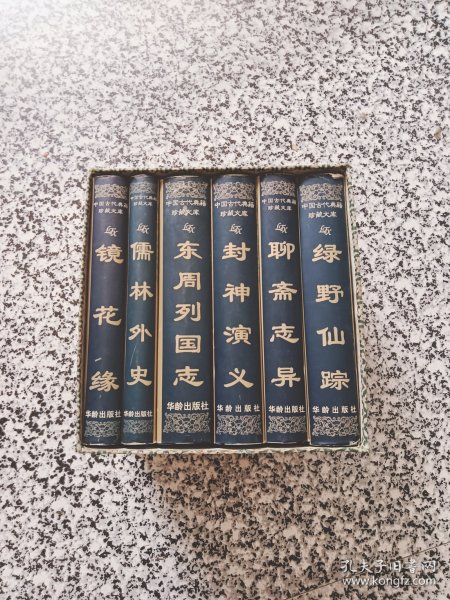 中国古代典籍
珍藏文库
镜花缘
华龄出版社
中国古代典籍
珍藏文库
儒林外史
华龄出版社
中国古代典籍
珍藏文库
东周列国志
华龄出版社
中国古代典籍
珍藏文库
封神演义
华龄出版社
中国古代典籍
珍藏文库
聊斋志异
华龄出版社
中国古代典籍
珍藏文库
绿野仙踪
华龄出版社
孔夫子旧书网
www.kongfz.com